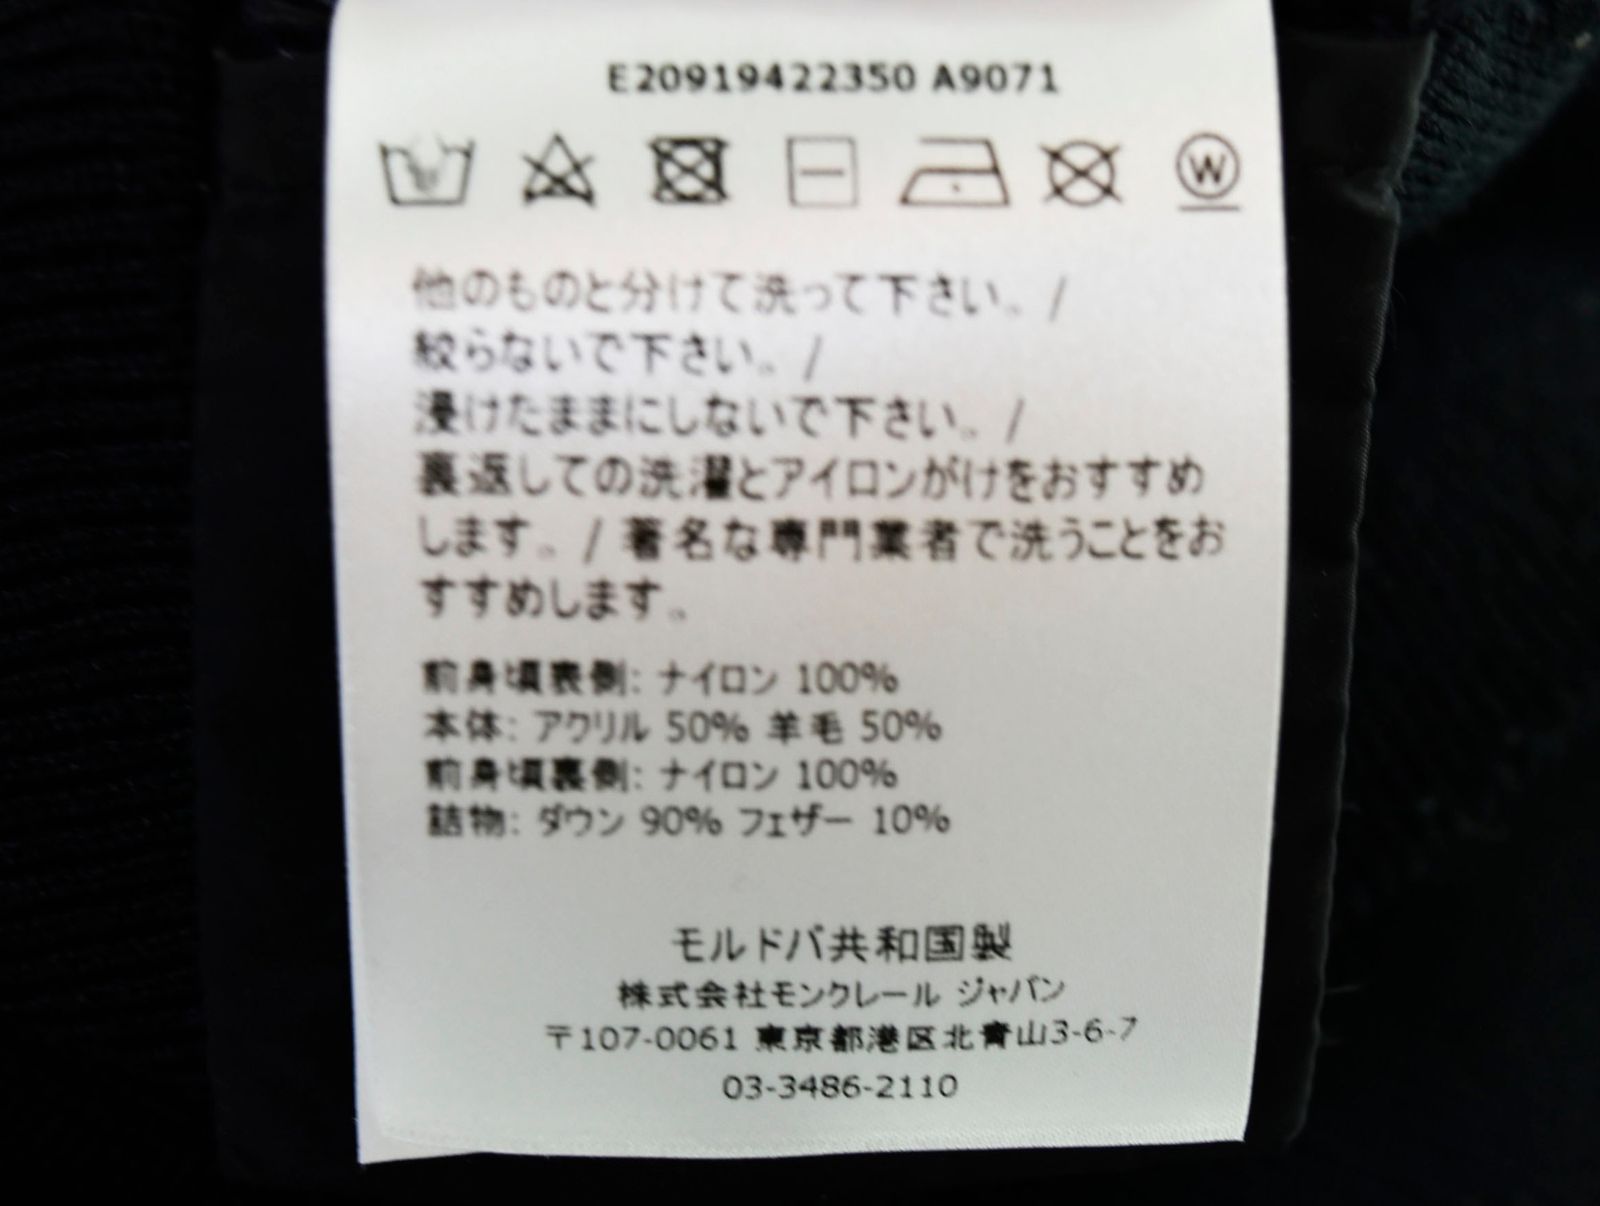 E20919422350 A9071
W
他のものと分けて洗って下さい。/
絞らないで下さい。/
浸けたままにしないで下さい。/
裏返しての洗濯とアイロンがけをおすすめ
します。/ 著名な専門業者で洗うことをお
すすめします。
前身頃表側: ナイロン 100%
本体: アクリル 50% 羊毛 50%
前身頃裏側: ナイロン 100%
詰物: ダウン 90% フェザー 10%
モルドバ共和国製
株式会社モンクレール ジャパン
〒107-0061 東京都港区北青山3-6-7
03-3486-2110